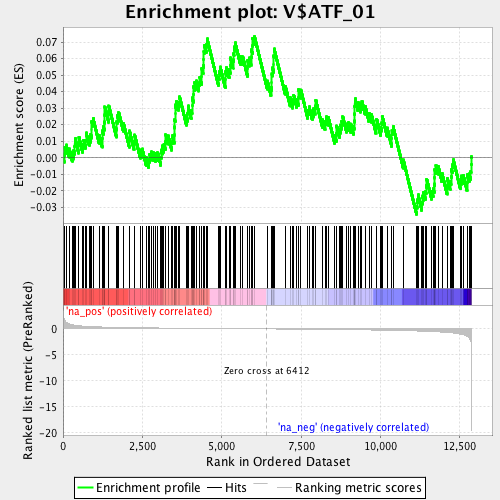 Enrichment plot: V$ATF_01
Enrichment score (ES)
0.07
0.06
0.05
0.04
0.03
0.02
0.01
0.00
-0.01
-0.02
-0.03
'na_pos' (positively correlated)
Ranked list metric (PreRanked)
5
0
-5
-10
-15
-20
Zero cross at 6412
'na_neg' (negatively correlated)
0
2,500
5,000
7,500
10,000
12,500
Rank in Ordered Dataset
Enrichment profile
Hits
Ranking metric scores